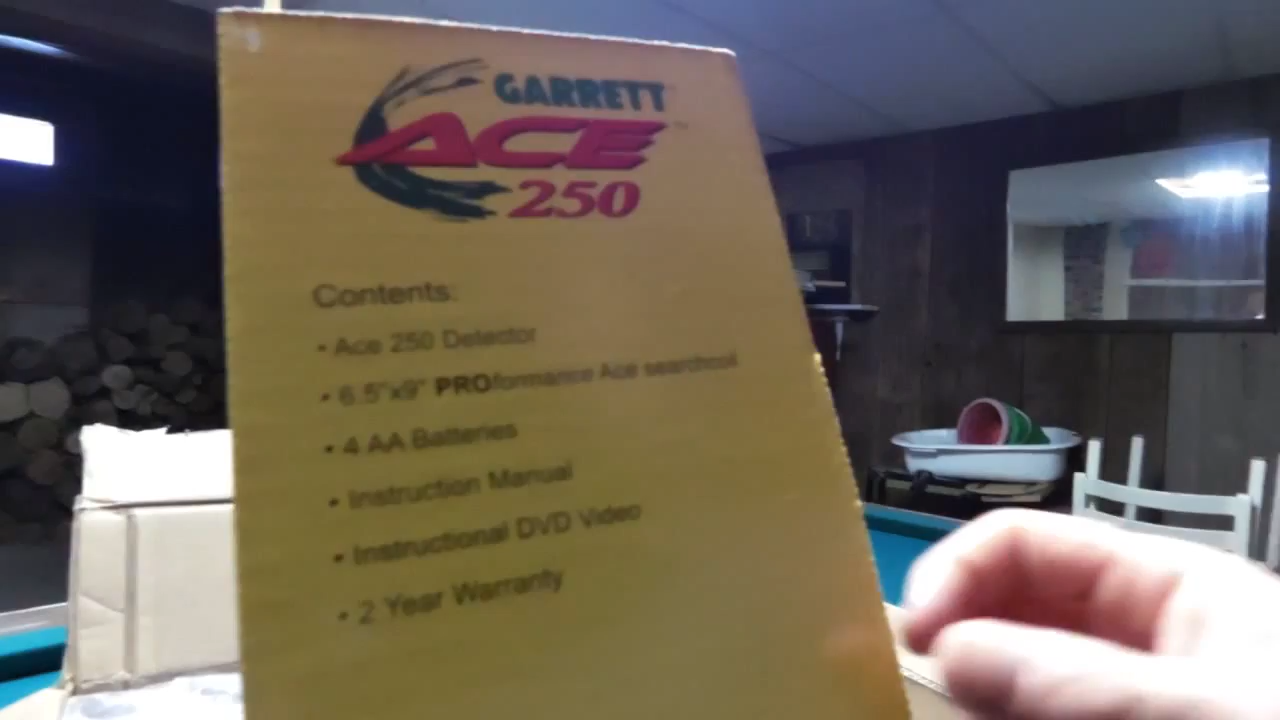 GARRETT
ACE™
250
Contents:
• Ace 250 Detector
• 6.5"x9" PROformance Ace searchcoil
• 4 AA Batteries
• Instruction Manual
• Instructional DVD Video
• 2 Year Warranty